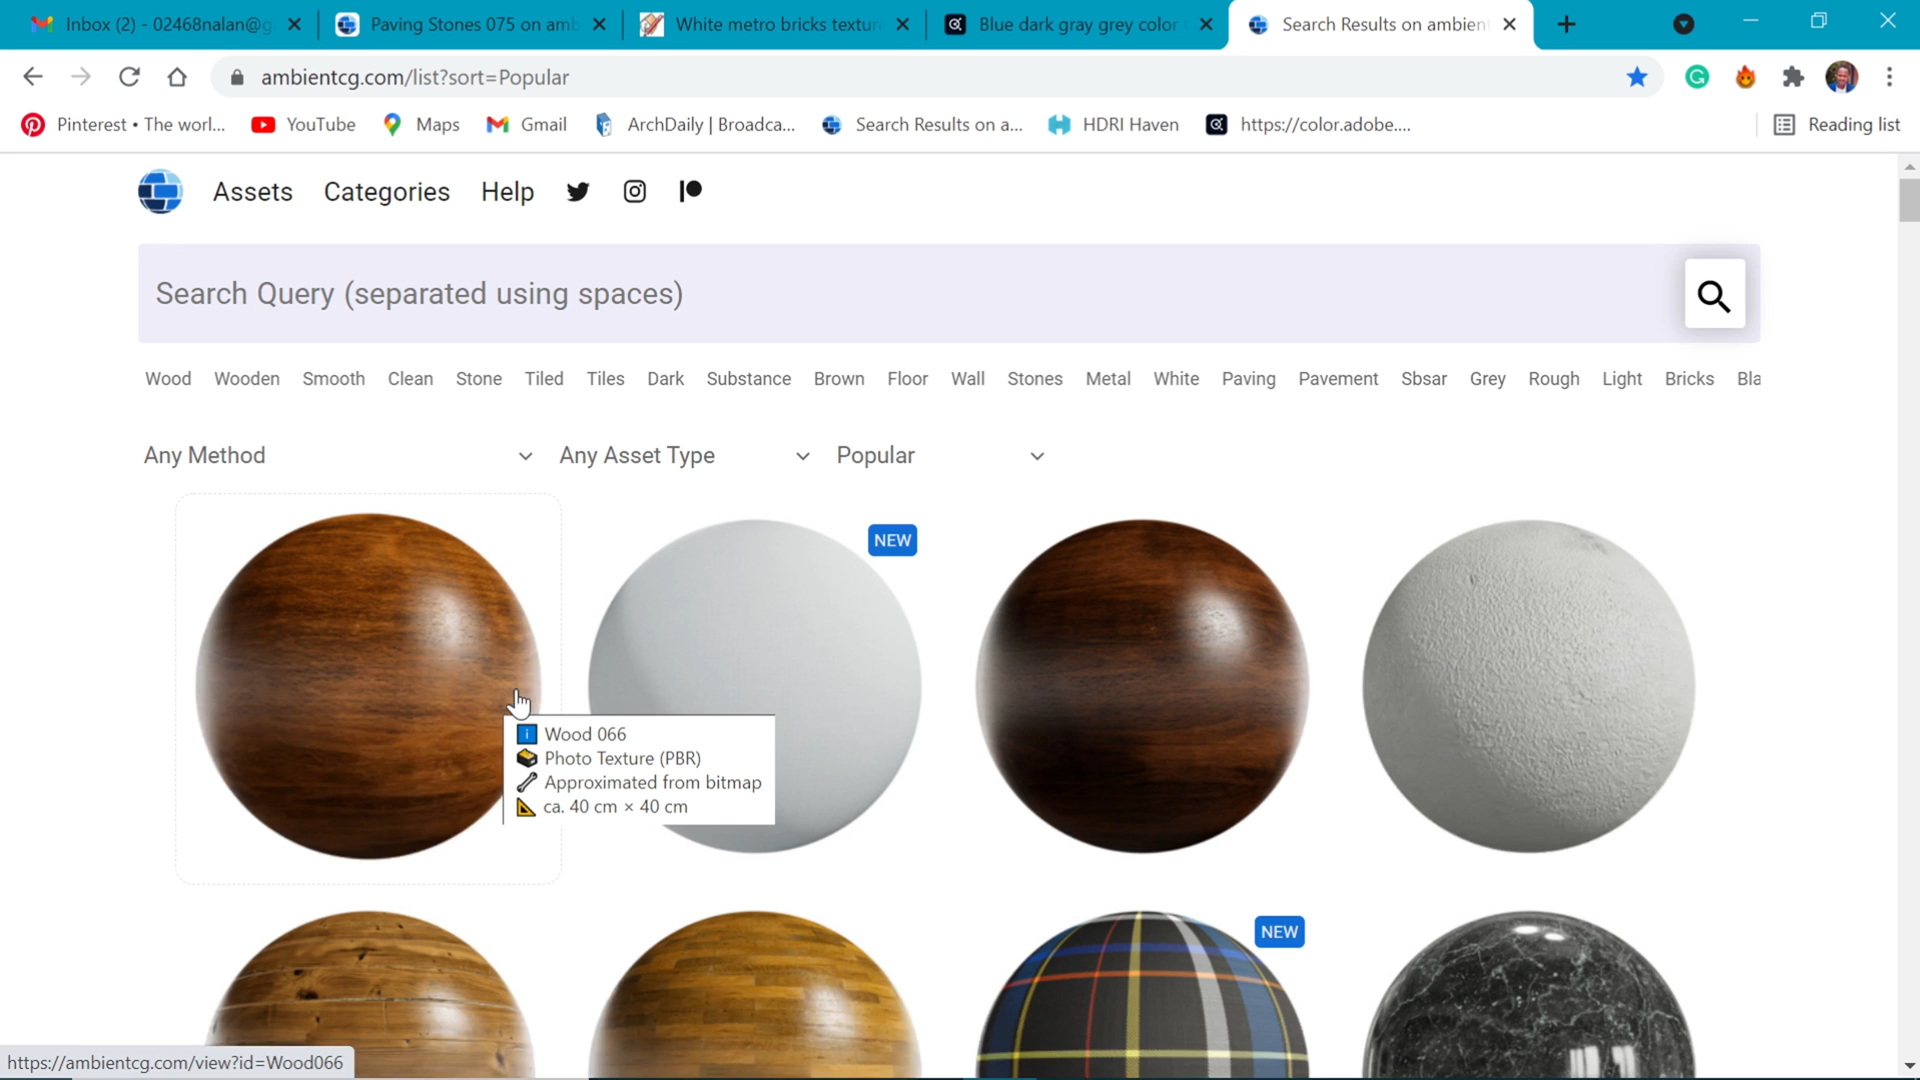 Inbox (2) - 02468nalan@g
Paving Stones 075 on amb
White metro bricks texture
Blue dark gray grey color
Search Results on ambien
ambientcg.com/list?sort=Popular
Pinterest • The worl...
YouTube
Maps
Gmail
ArchDaily | Broadca...
Search Results on a...
HDRI Haven
https://color.adobe....
Reading list
Assets
Categories
Help
Search Query (separated using spaces)
Wood Wooden Smooth Clean Stone Tiled Tiles Dark Substance Brown Floor Wall Stones Metal White Paving Pavement Sbsar Grey Rough Light Bricks Bla
Any Method
Any Asset Type
Popular
NEW
Wood 066
Photo Texture (PBR)
Approximated from bitmap
ca. 40 cm × 40 cm
NEW
https://ambientcg.com/view?id=Wood066